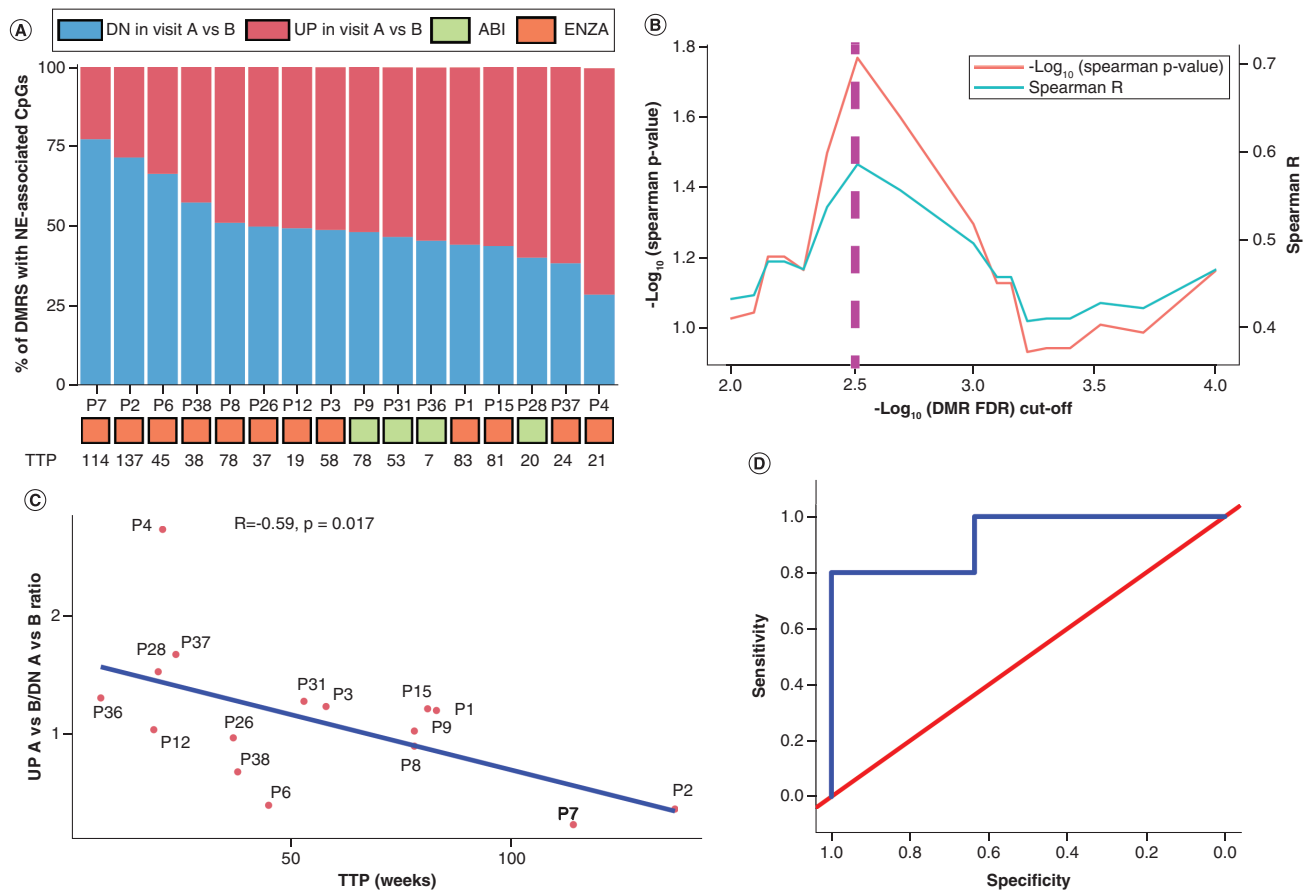 A
DN in visit A vs B UP in visit A vs B ABI ENZA
% of DMRS with NE-associated CpGs
100
75
50
25
0
P7 P2 P6 P38 P8 P26 P12 P3 P9 P31 P36 P1 P15 P28 P37 P4
TTP 114 137 45 38 78 37 19 58 78 53 7 83 81 20 24 21
B
-Log10 (spearman p-value)
1.8
1.6
1.4
1.2
1.0
-Log10 (spearman p-value)
Spearman R
0.7
0.6
0.5
0.4
Spearman R
2.0 2.5 3.0 3.5 4.0
-Log10 (DMR FDR) cut-off
C
R=-0.59, p = 0.017
UP A vs B/DN A vs B ratio
2
1
P4
P28 P37
P36
P12
P26
P38
P6
P31 P3
P15 P1
P9
P8
P7
P2
50 100
TTP (weeks)
D
Sensitivity
1.0
0.8
0.6
0.4
0.2
0.0
1.0 0.8 0.6 0.4 0.2 0.0
Specificity